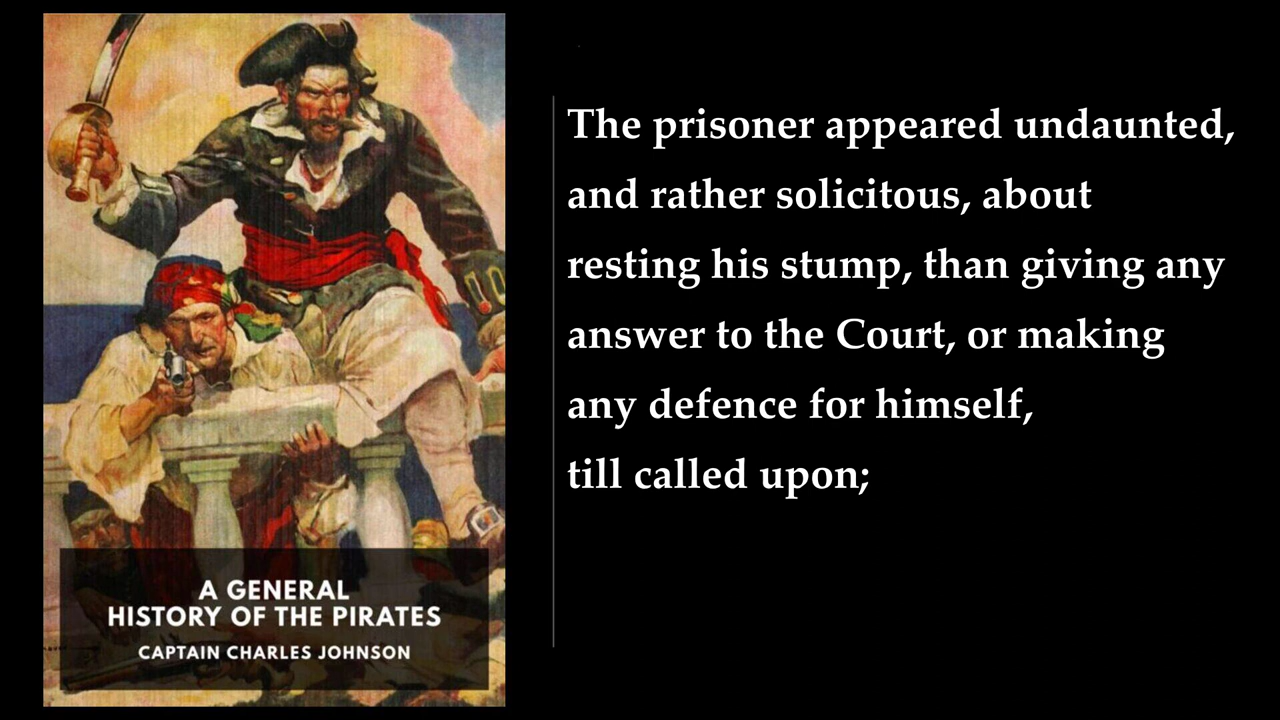 A GENERAL
HISTORY OF THE PIRATES
CAPTAIN CHARLES JOHNSON
The prisoner appeared undaunted,
and rather solicitous, about
resting his stump, than giving any
answer to the Court, or making
any defence for himself,
till called upon;